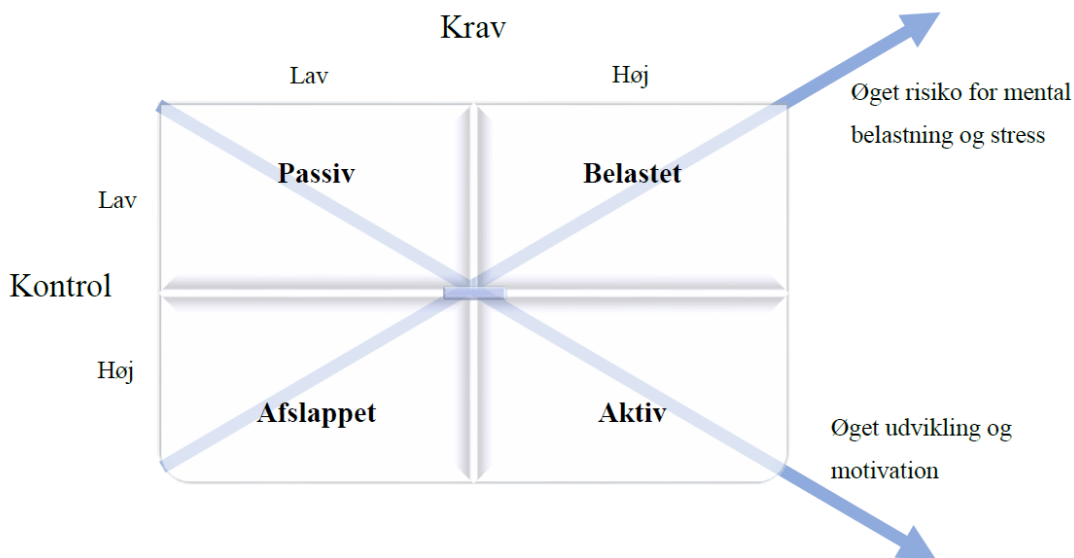 Krav
Lav
Høj
Øget risiko for mental
belastning og stress
Passiv
Belastet
Lav
Kontrol
Høj
Afslappet
Aktiv
Øget udvikling og
motivation